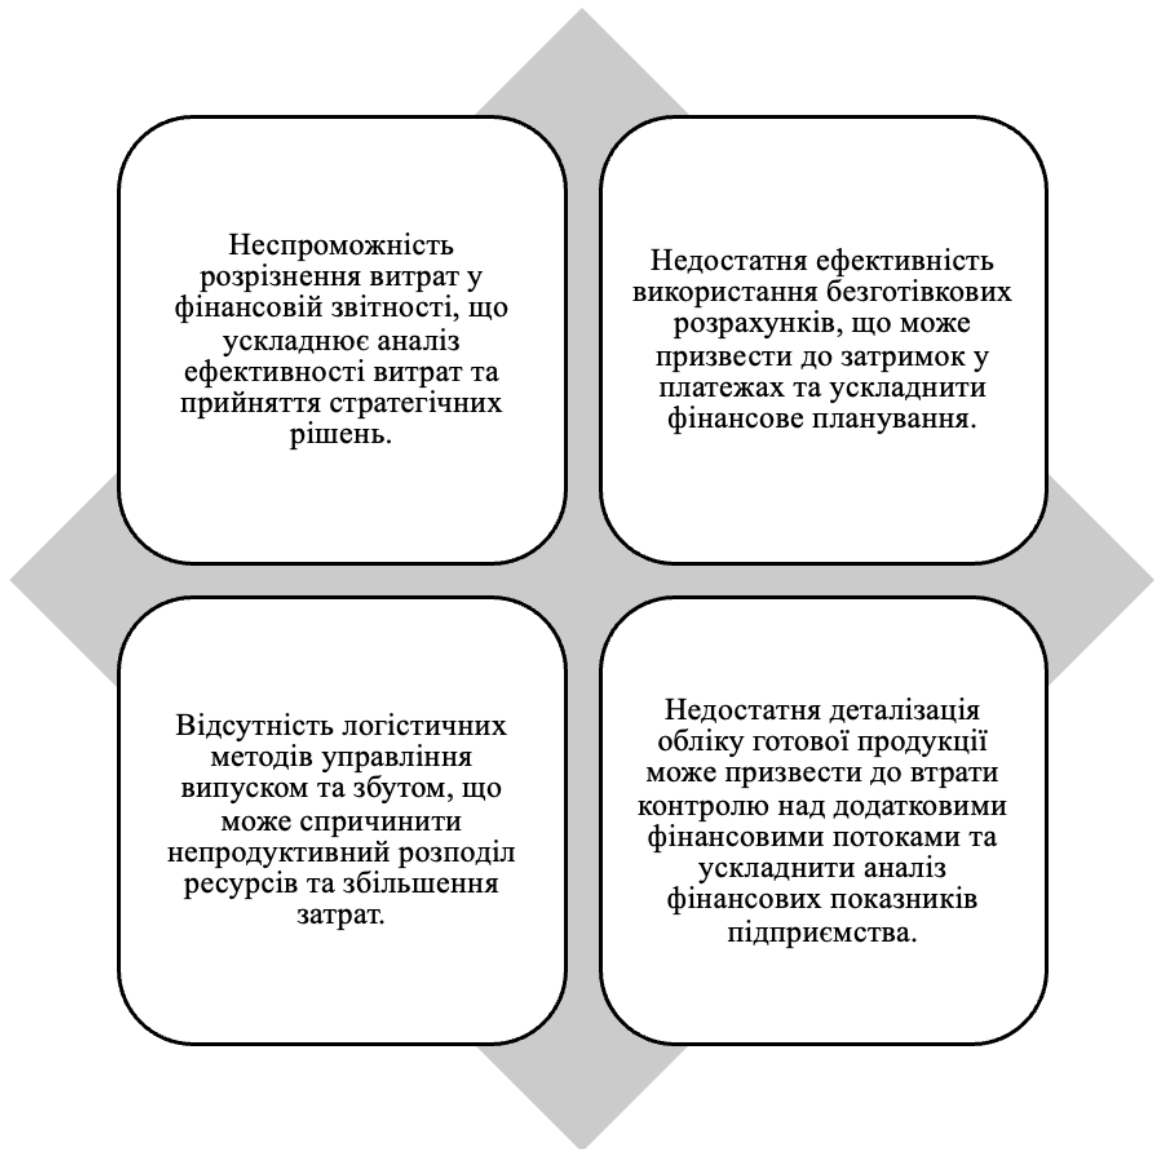 Неспроможність
розрізнення витрат у
фінансовій звітності, що
ускладнює аналіз
ефективності витрат та
прийняття стратегічних
рішень.
Недостатня ефективність
використання безготівкових
розрахунків, що може
призвести до затримок у
платежах та ускладнити
фінансове планування.
Відсутність логістичних
методів управління
випуском та збутом, що
може спричинити
непродуктивний розподіл
ресурсів та збільшення
затрат.
Недостатня деталізація
обліку готової продукції
може призвести до втрати
контролю над додатковими
фінансовими потоками та
ускладнити аналіз
фінансових показників
підприємства.